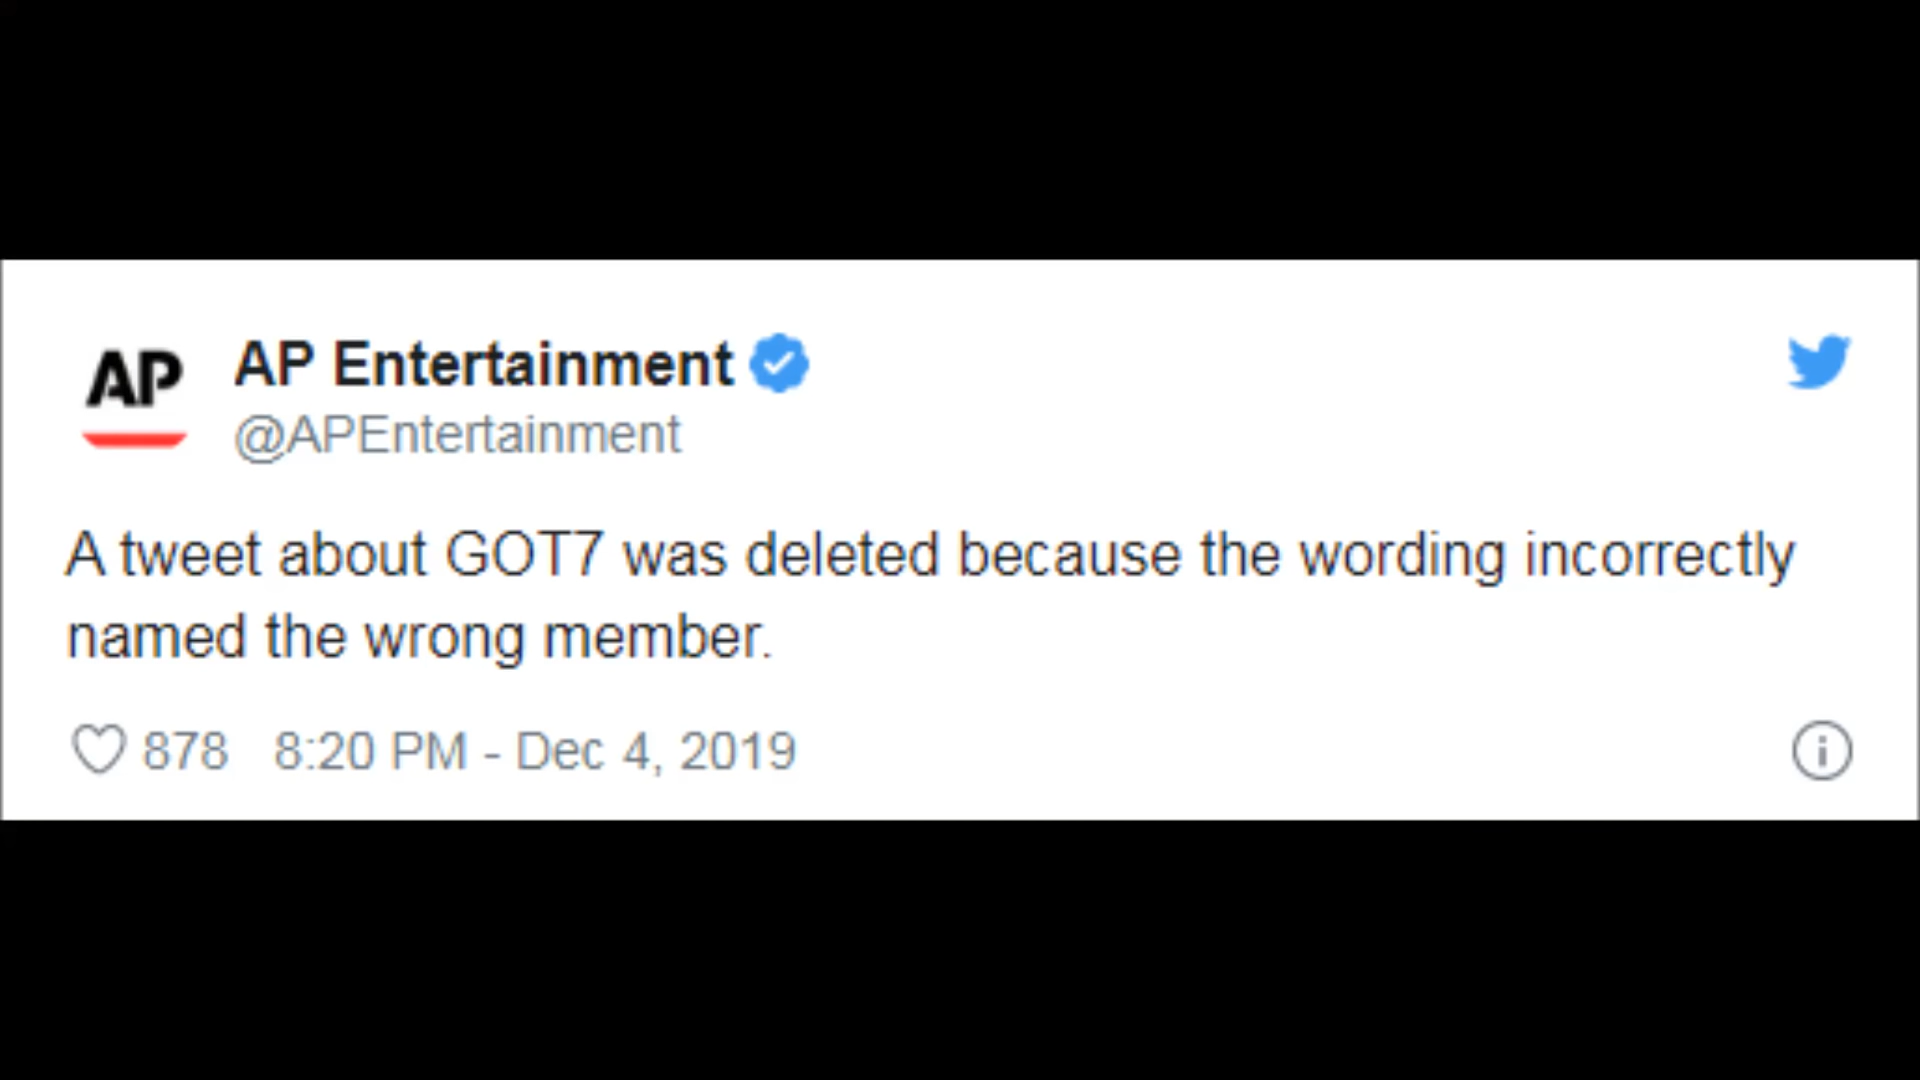 AP
AP Entertainment
@APEntertainment
A tweet about GOT7 was deleted because the wording incorrectly
named the wrong member.
878 8:20 PM - Dec 4, 2019